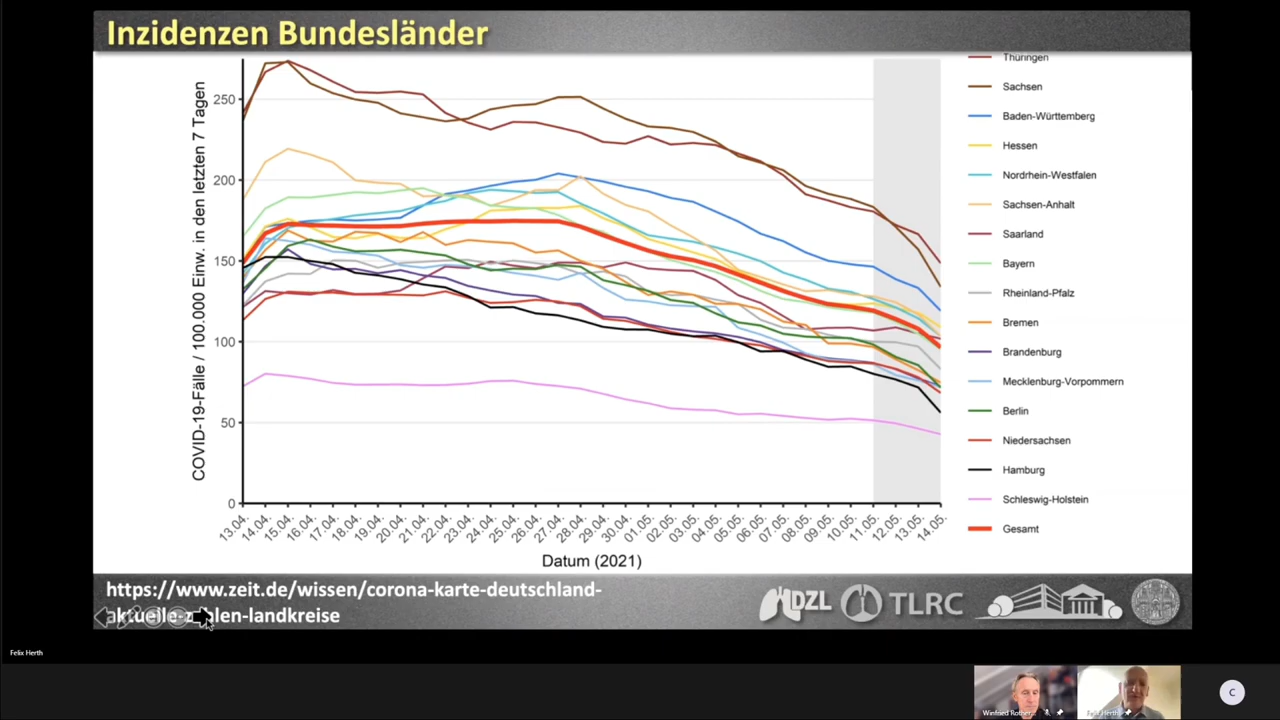 Inzidenzen Bundesländer
COVID-19-Fälle / 100.000 Einw. in den letzten 7 Tagen
250
200
150
100
50
0
13.04.
14.04.
15.04.
16.04.
17.04.
18.04.
19.04.
20.04.
21.04.
22.04.
23.04.
24.04.
25.04.
26.04.
27.04.
28.04.
29.04.
30.04.
01.05.
02.05.
03.05.
04.05.
05.05.
06.05.
07.05.
08.05.
09.05.
10.05.
11.05.
12.05.
13.05.
14.05.
Datum (2021)
Thüringen
Sachsen
Baden-Württemberg
Hessen
Nordrhein-Westfalen
Sachsen-Anhalt
Saarland
Bayern
Rheinland-Pfalz
Bremen
Brandenburg
Mecklenburg-Vorpommern
Berlin
Niedersachsen
Hamburg
Schleswig-Holstein
Gesamt
https://www.zeit.de/wissen/corona-karte-deutschland-
aktuelle-zahlen-landkreise
DZL
TLRC
Felix Herth
Winfried
Felix Herth
C